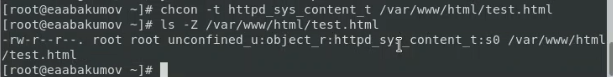 [root@eaabakumov ~]# chcon -t httpd_sys_content_t /var/www/html/test.html
[root@eaabakumov ~]# ls -Z /var/www/html/test.html
-rw-r--r--. root root unconfined_u:object_r:httpd_sys_content_t:s0 /var/www/html
/test.html
[root@eaabakumov ~]#